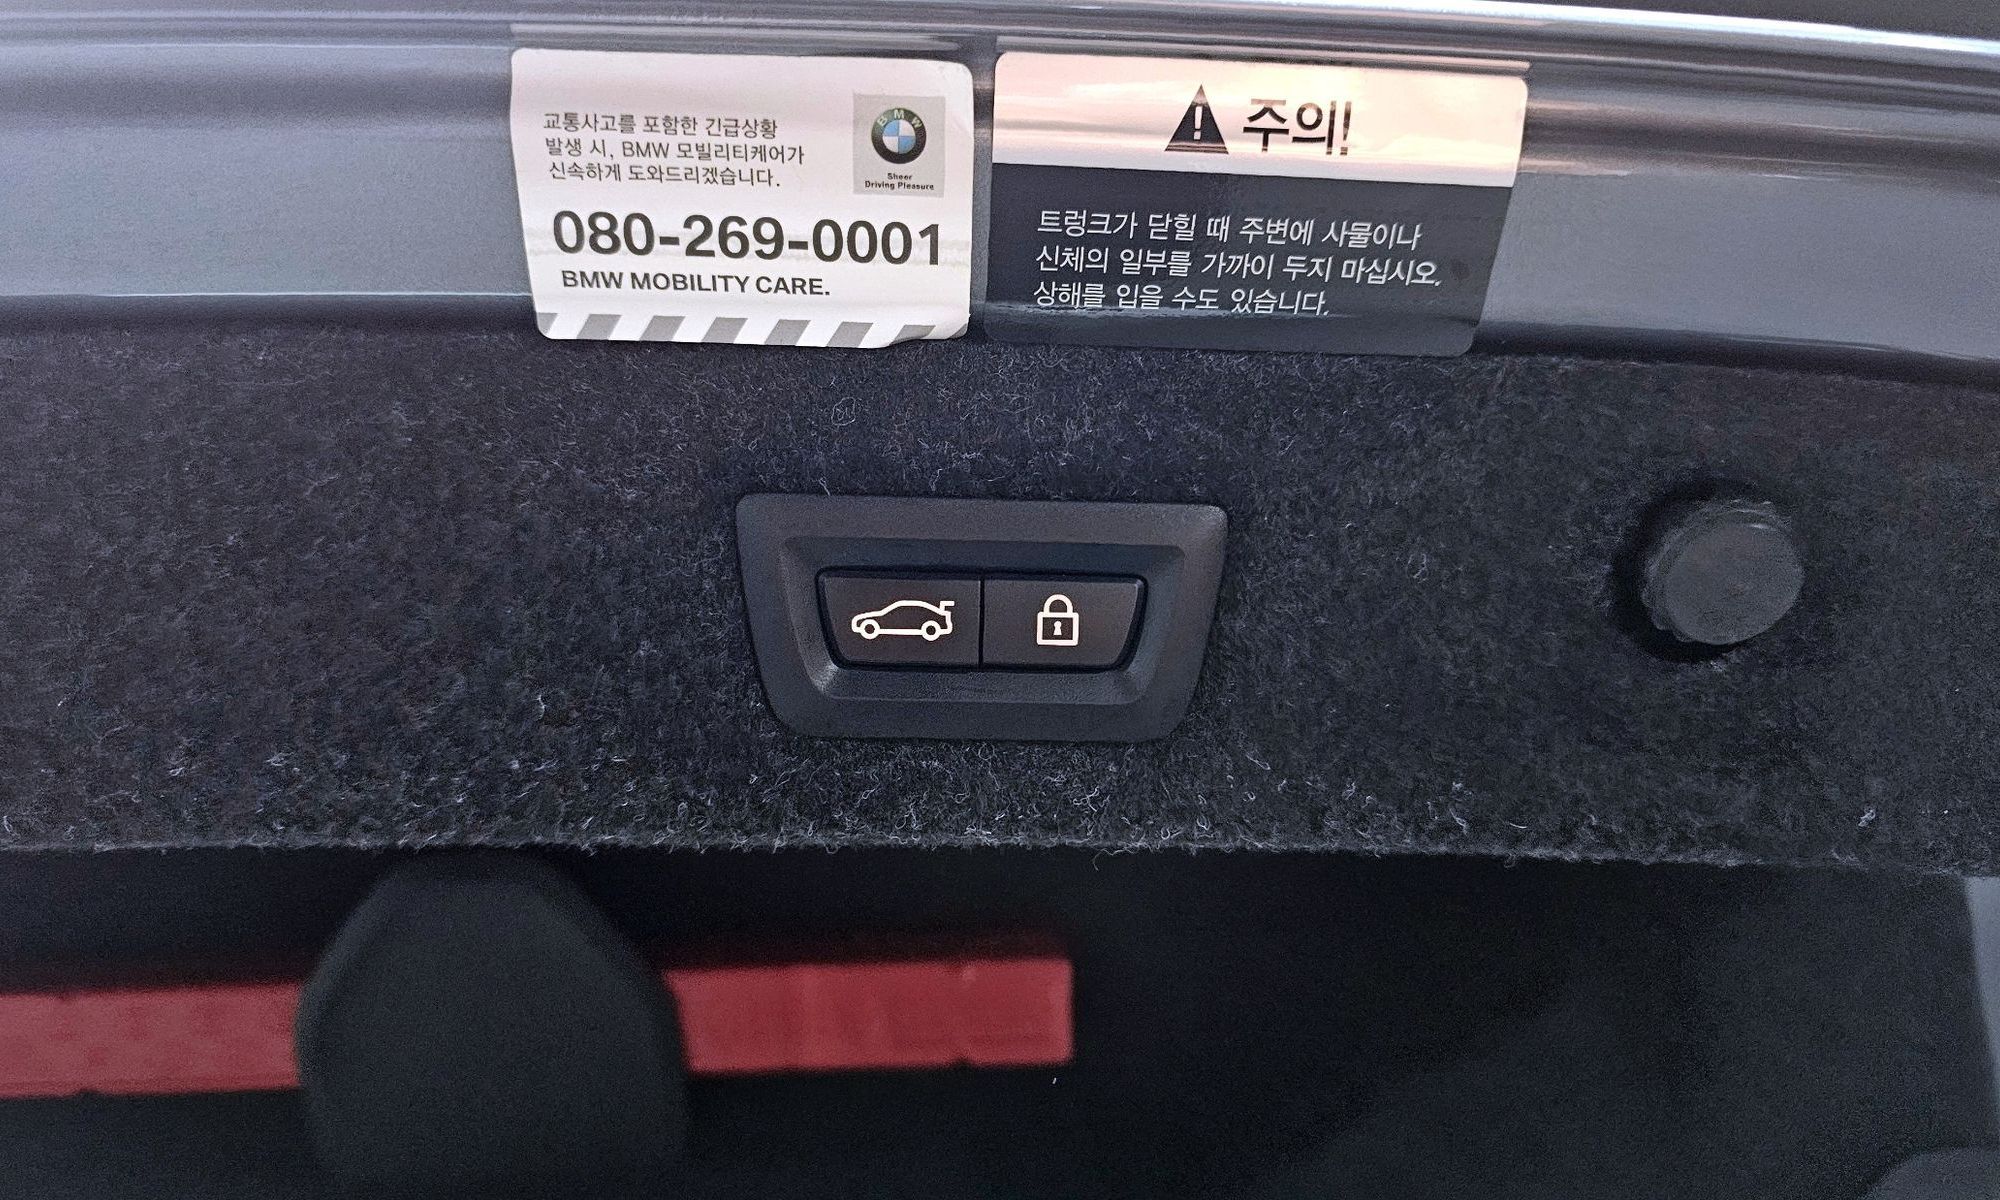 교통사고를 포함한 긴급상황
발생 시, BMW 모빌리티케어가
신속하게 도와드리겠습니다.
BMW
Sheer
Driving Pleasure
080-269-0001
BMW MOBILITY CARE.
주의!
트렁크가 닫힐 때 주변에 사물이나
신체의 일부를 가까이 두지 마십시오.
상해를 입을 수도 있습니다.